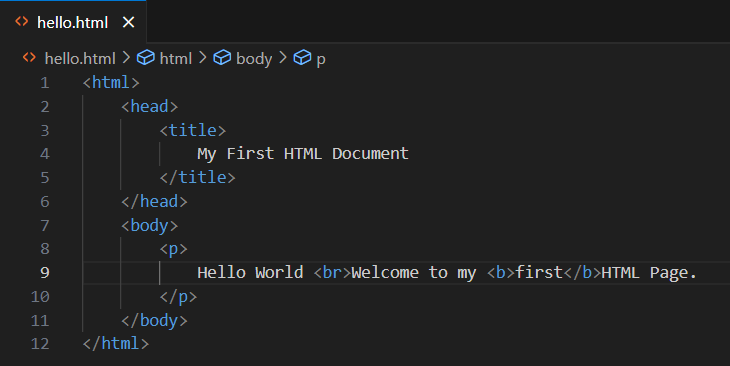 hello.html
hello.html > html > body > p
1 <html>
2     <head>
3         <title>
4             My First HTML Document
5         </title>
6     </head>
7     <body>
8         <p>
9             Hello World <br>Welcome to my <b>first</b>HTML Page.
10         </p>
11     </body>
12 </html>